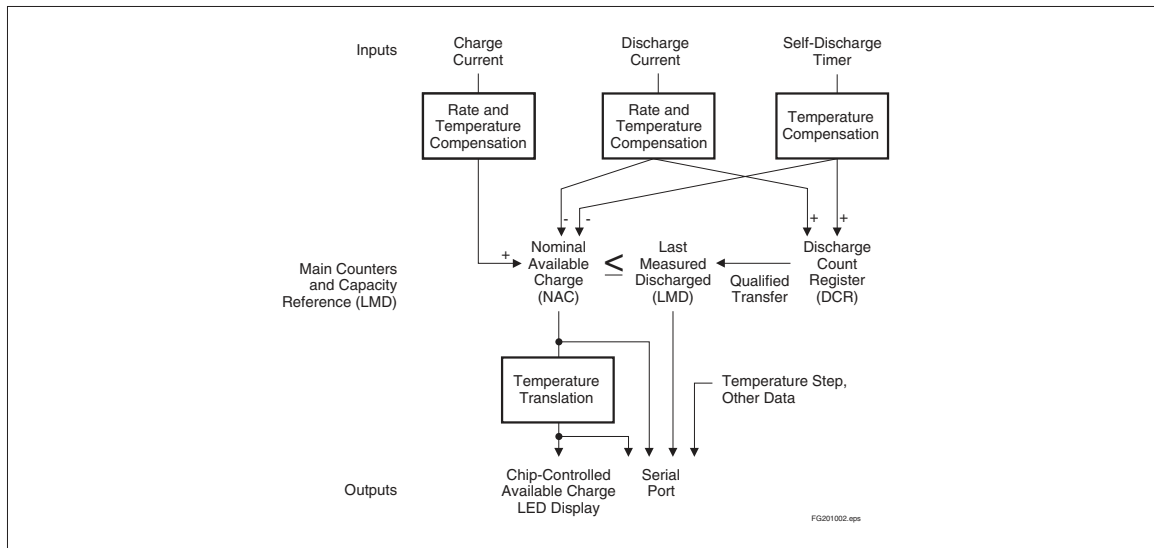 Inputs
Charge
Current
Discharge
Current
Self-Discharge
Timer
Rate and
Temperature
Compensation
Rate and
Temperature
Compensation
Temperature
Compensation
-
-
+
+
+
Main Counters
and Capacity
Reference (LMD)
Nominal
Available
Charge
(NAC)
≤
Last
Measured
Discharged
(LMD)
Qualified
Transfer
Discharge
Count
Register
(DCR)
Temperature
Translation
Temperature Step,
Other Data
Outputs
Chip-Controlled
Available Charge
LED Display
Serial
Port
FG201002.eps